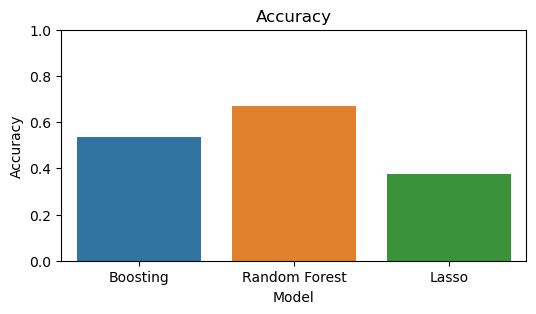 Accuracy
1.0
0.8
0.6
0.4
0.2
0.0
Accuracy
Boosting
Random Forest
Lasso
Model